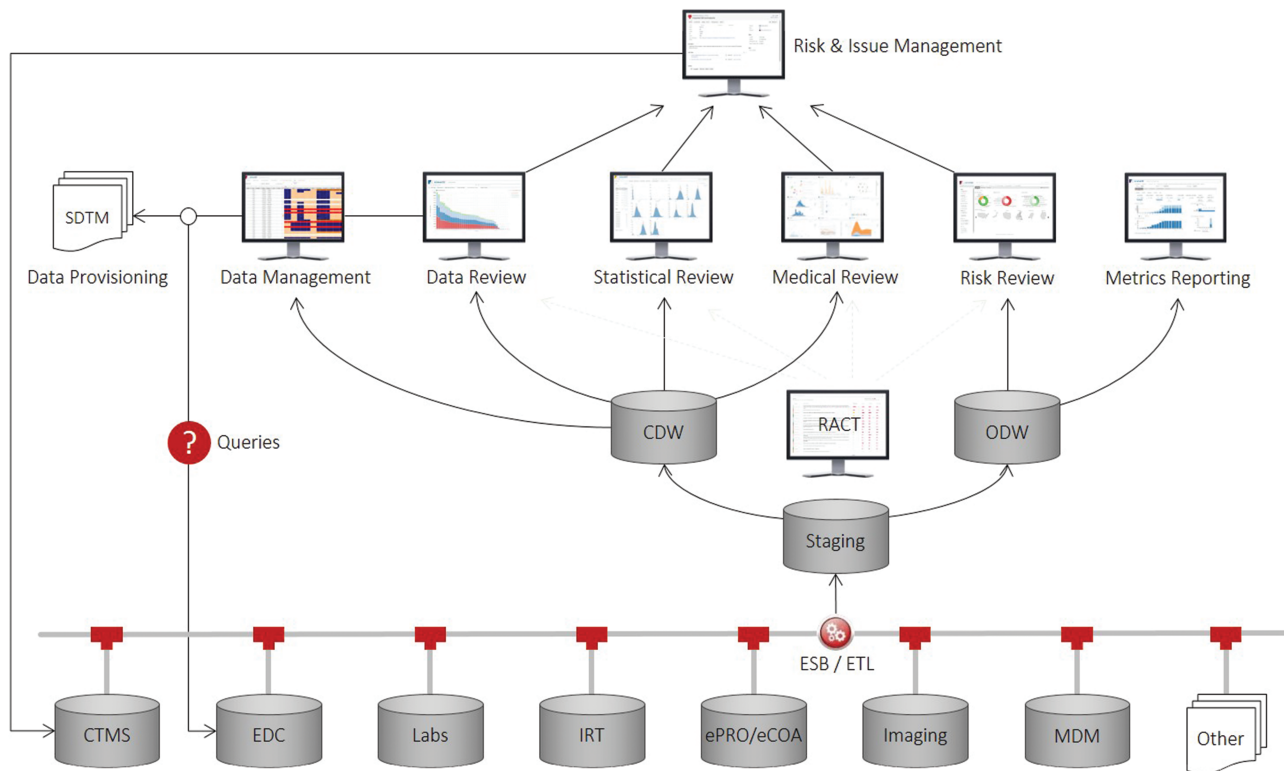 Risk & Issue Management
SDTM
Data Provisioning
Data Management
Data Review
Statistical Review
Medical Review
Risk Review
Metrics Reporting
CDW
RACT
ODW
?
Queries
Staging
ESB / ETL
CTMS
EDC
Labs
IRT
ePRO/eCOA
Imaging
MDM
Other